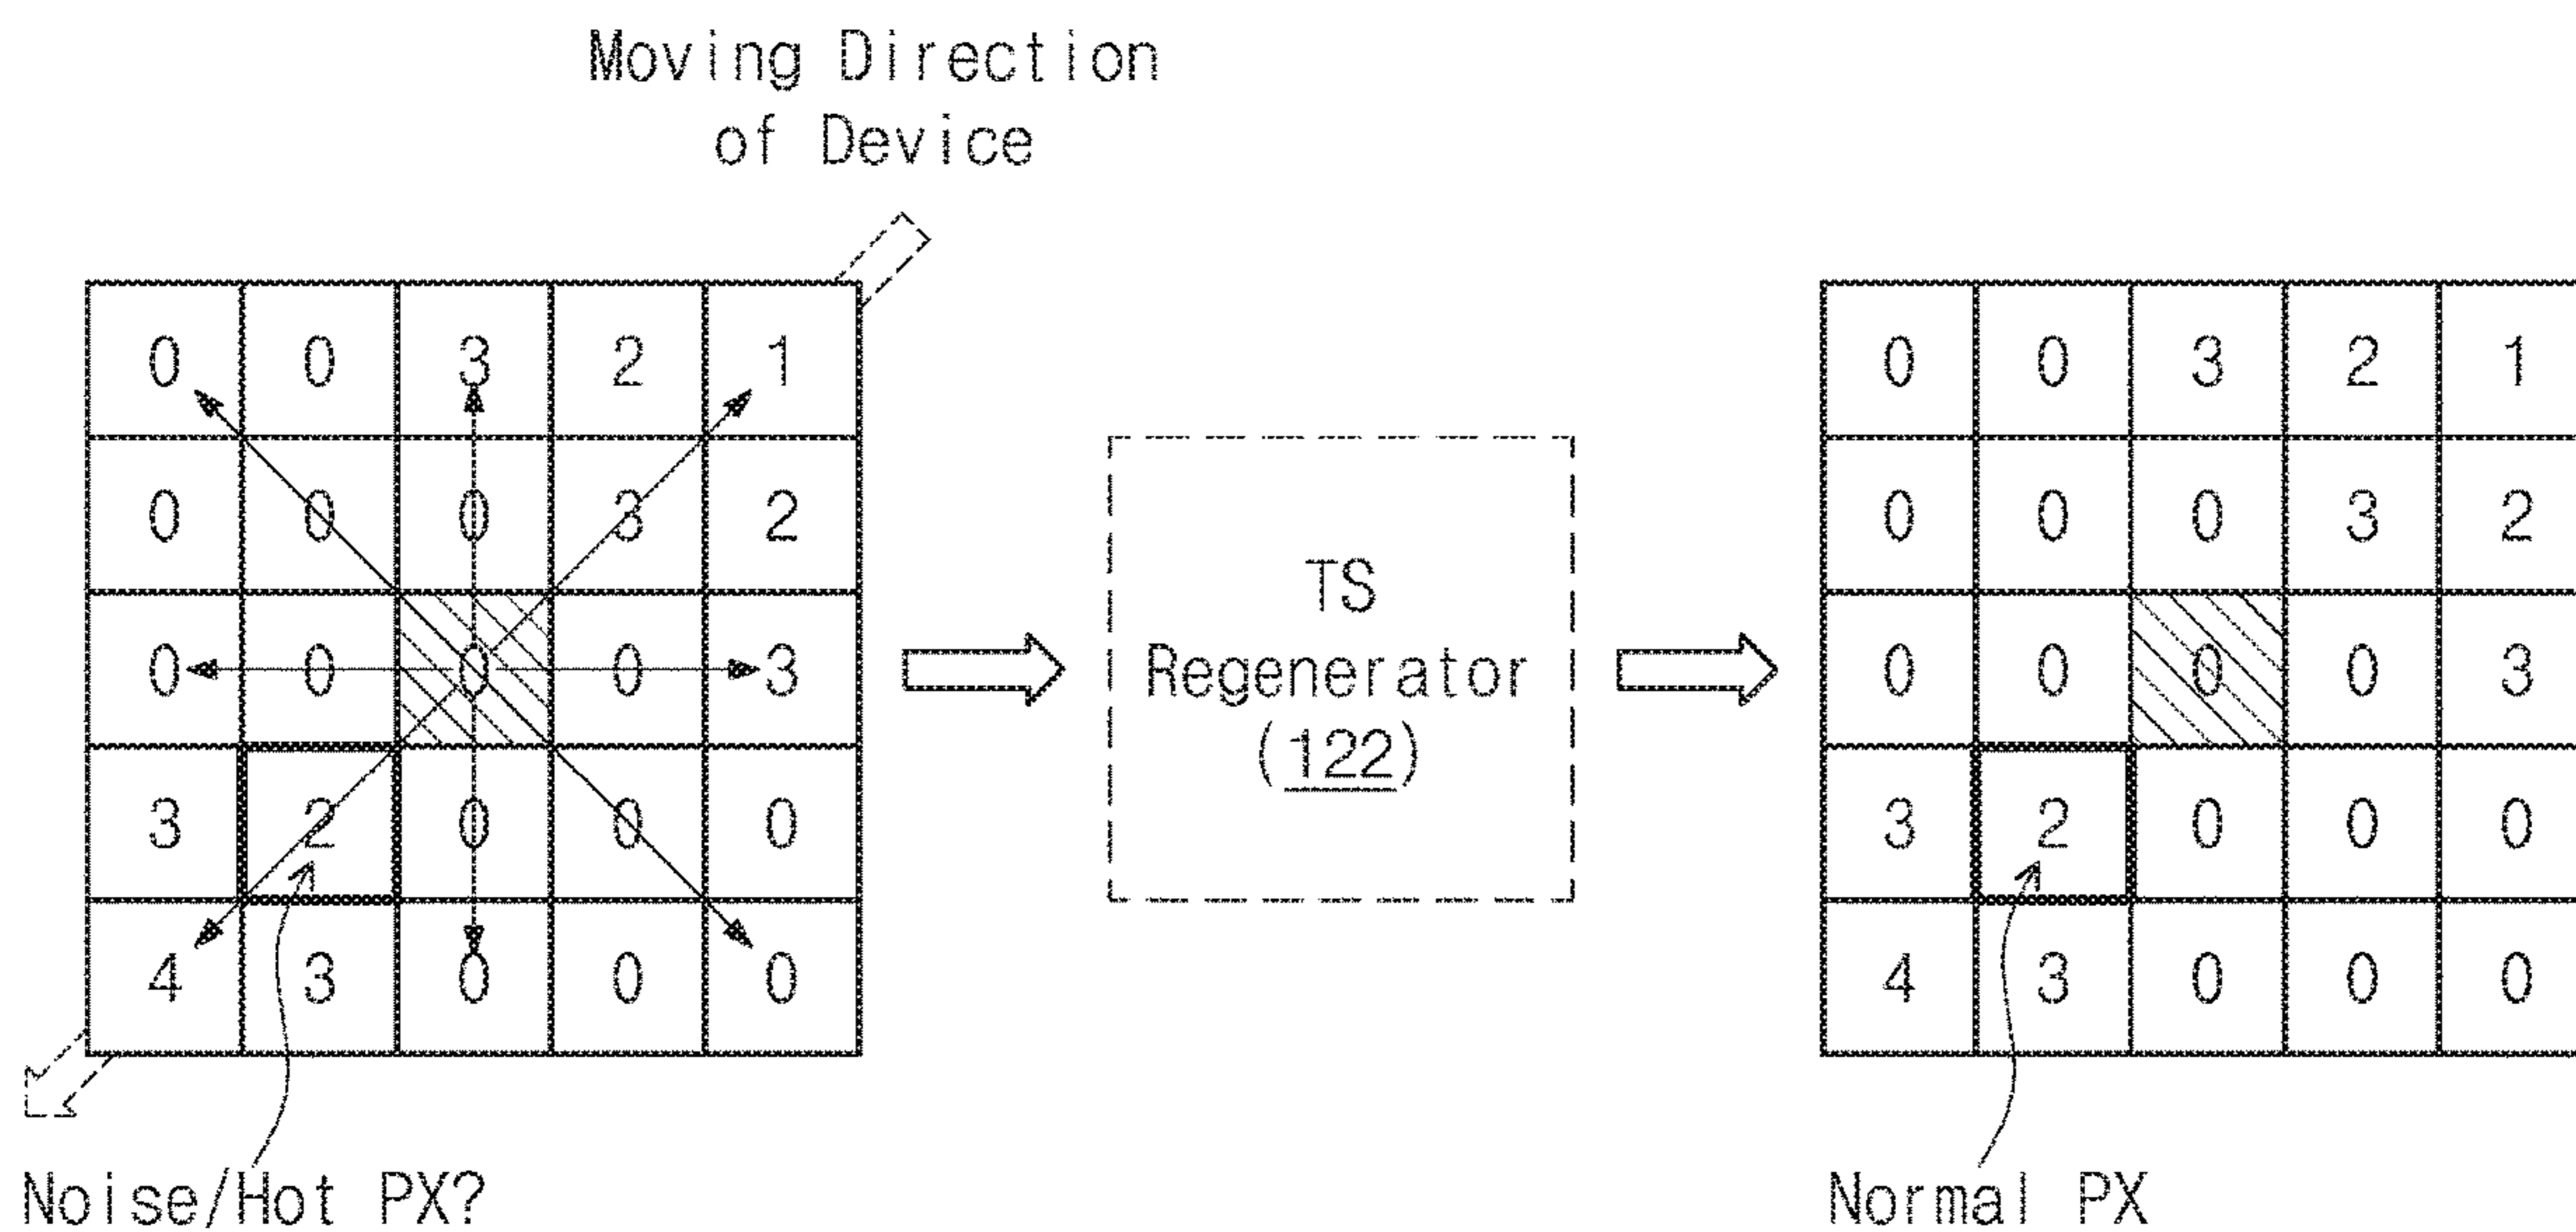 Moving Direction
of Device
0 0 3 2 1
0 0 0 3 2
0 0 0 0 3
3 2 0 0 0
4 3 0 0 0
Noise/Hot PX?
TS
Regenerator
(122)
0 0 3 2 1
0 0 0 3 2
0 0 0 0 3
3 2 0 0 0
4 3 0 0 0
Normal PX